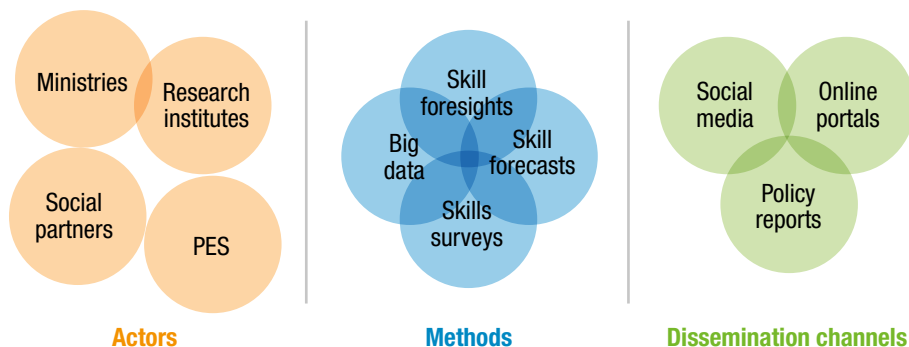 Ministries
Research
institutes
Social
partners
PES
Actors
Skill
foresights
Big
data
Skill
forecasts
Skills
surveys
Methods
Social
media
Online
portals
Policy
reports
Dissemination channels